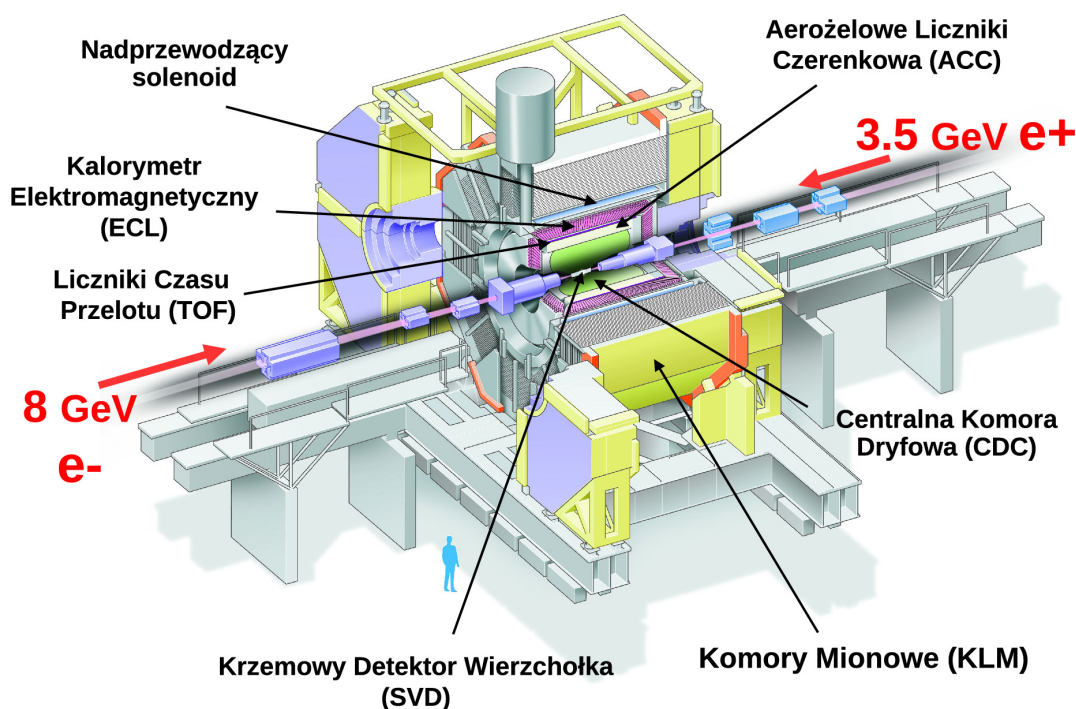 Nadprzewodzący
solenoid
Aerożelowe Liczniki
Czerenkowa (ACC)
3.5 GeV e+
Kalorymetr
Elektromagnetyczny
(ECL)
Liczniki Czasu
Przelotu (TOF)
8 GeV
e-
Centralna Komora
Dryfowa (CDC)
Krzemowy Detektor Wierzchołka
(SVD)
Komory Mionowe (KLM)